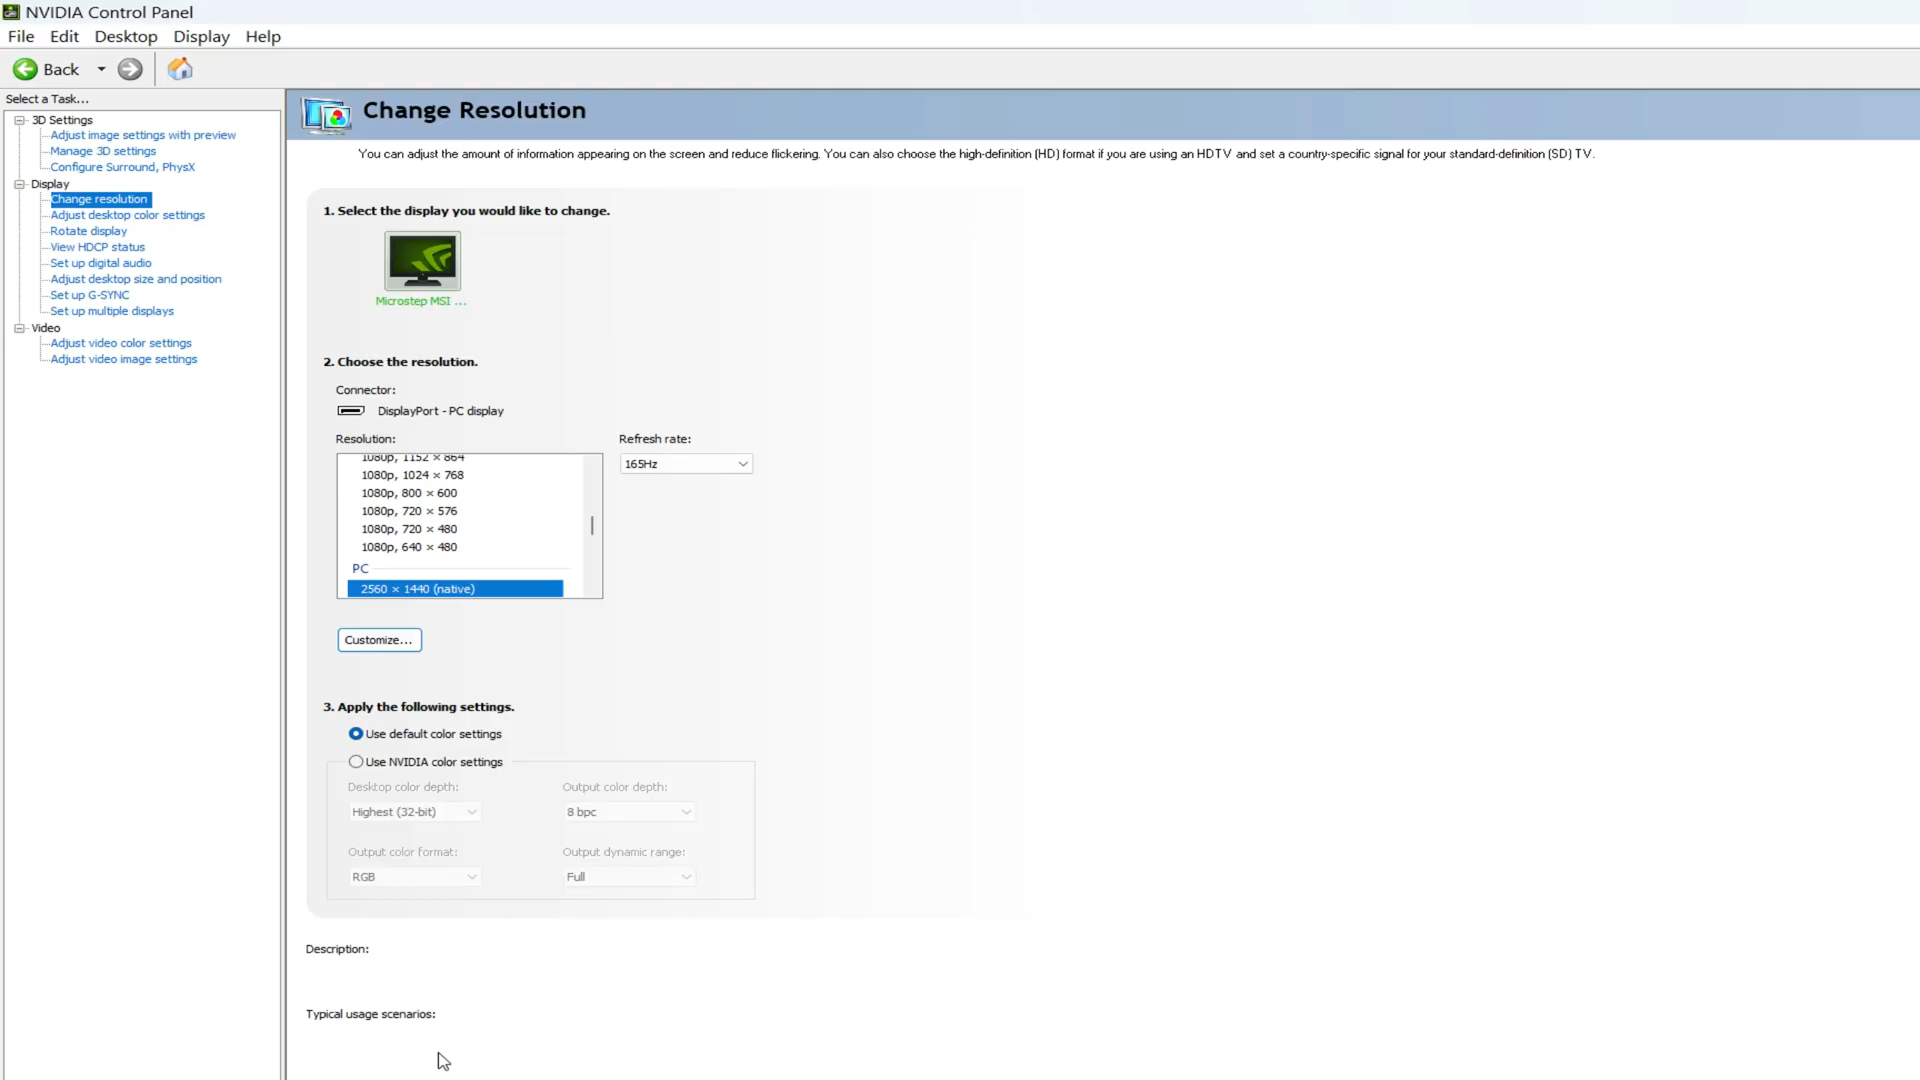 NVIDIA Control Panel
File Edit Desktop Display Help
Back
Select a Task...
3D Settings
Adjust image settings with preview
Manage 3D settings
Configure Surround, PhysX
Display
Change resolution
Adjust desktop color settings
Rotate display
View HDCP status
Set up digital audio
Adjust desktop size and position
Set up G-SYNC
Set up multiple displays
Video
Adjust video color settings
Adjust video image settings
Change Resolution
You can adjust the amount of information appearing on the screen and reduce flickering. You can also choose the high-definition (HD) format if you are using an HDTV and set a country-specific signal for your standard-definition (SD) TV.
1. Select the display you would like to change.
Microstep MSI ...
2. Choose the resolution.
Connector:
DisplayPort - PC display
Resolution:
Refresh rate:
1080p, 1152 × 864
165Hz
1080p, 1024 × 768
1080p, 800 × 600
1080p, 720 × 576
1080p, 720 × 480
1080p, 640 × 480
PC
2560 × 1440 (native)
Customize...
3. Apply the following settings.
Use default color settings
Use NVIDIA color settings
Desktop color depth: Output color depth:
Highest (32-bit) 8 bpc
Output color format: Output dynamic range:
RGB Full
Description:
Typical usage scenarios: